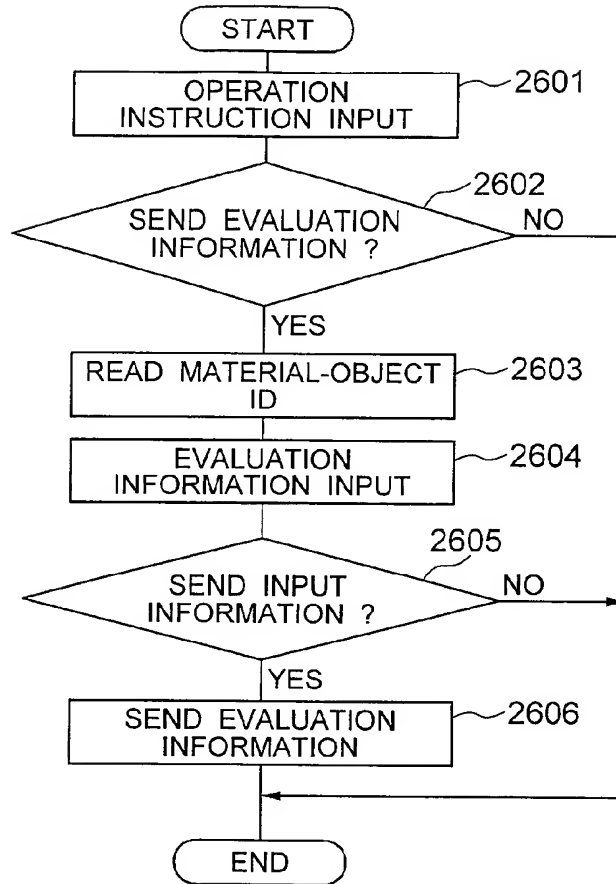 START
OPERATION
INSTRUCTION INPUT
2601
SEND EVALUATION
INFORMATION ?
2602
NO
YES
READ MATERIAL-OBJECT
ID
2603
EVALUATION
INFORMATION INPUT
2604
SEND INPUT
INFORMATION ?
2605
NO
YES
SEND EVALUATION
INFORMATION
2606
END